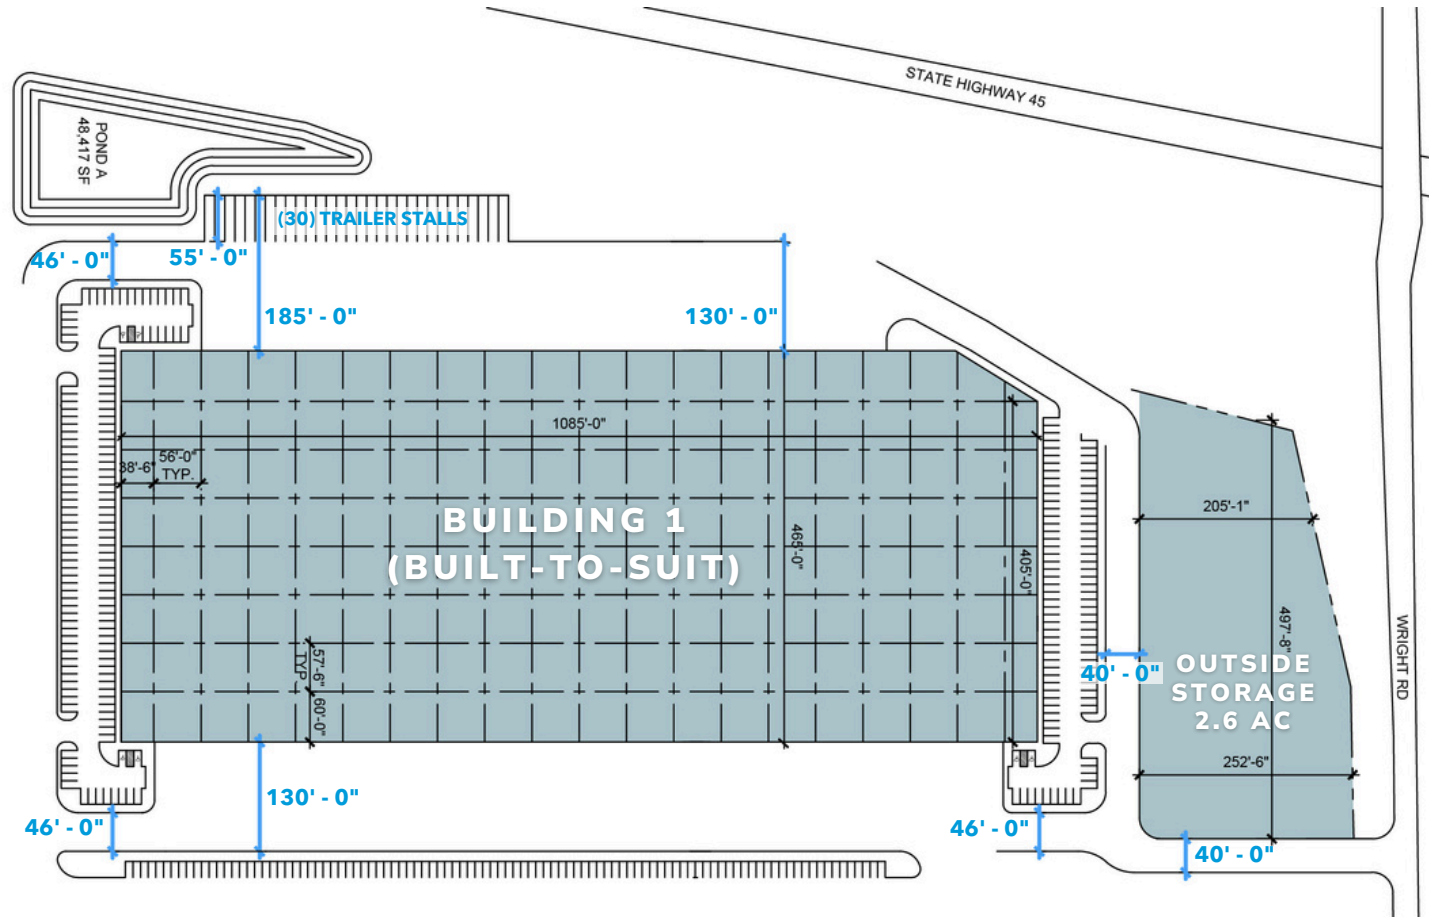 STATE HIGHWAY 45
POND A
48,417 SF
(30) TRAILER STALLS
46' - 0"
55' - 0"
185' - 0"
130' - 0"
1085'-0"
38'-6"
56'-0"
TYP.
BUILDING 1
(BUILT-TO-SUIT)
465'-0"
405'-0"
205'-1"
497'-8"
57'-6"
TYP.
60'-0"
40' - 0"
OUTSIDE
STORAGE
2.6 AC
WRIGHT RD
252'-6"
130' - 0"
46' - 0"
46' - 0"
40' - 0"